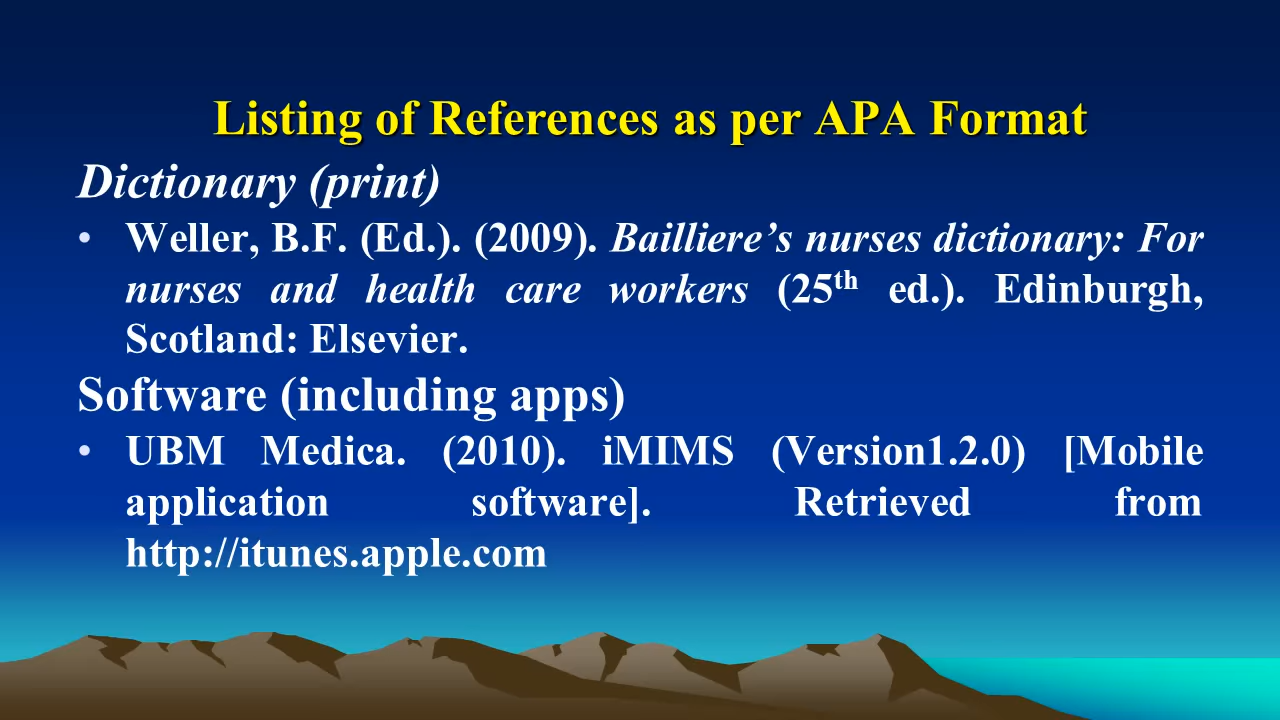 Listing of References as per APA Format
Dictionary (print)
• Weller, B.F. (Ed.). (2009). Bailliere’s nurses dictionary: For
nurses and health care workers (25th ed.). Edinburgh,
Scotland: Elsevier.
Software (including apps)
• UBM Medica. (2010). iMIMS (Version1.2.0) [Mobile
application software]. Retrieved from
http://itunes.apple.com